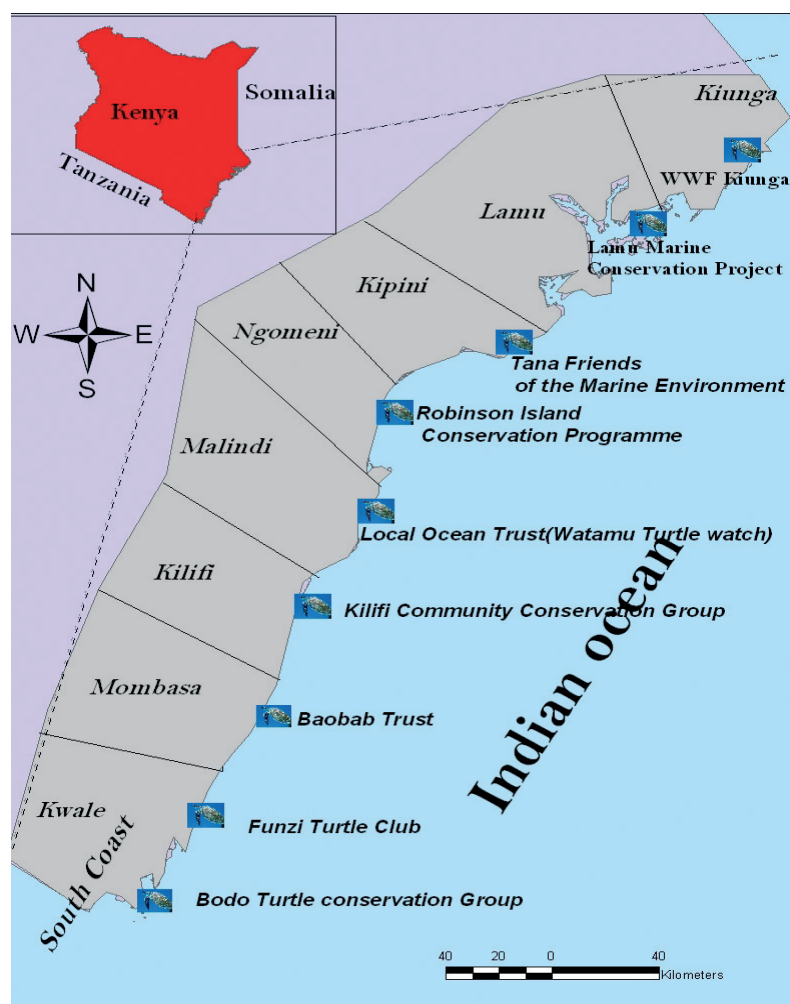 Kenya
Somalia
Tanzania
N
W
E
S
Kiunga
WWF Kiunga
Lamu
Lamu Marine
Conservation Project
Kipini
Tana Friends
of the Marine Environment
Ngomeni
Robinson Island
Conservation Programme
Malindi
Local Ocean Trust(Watamu Turtle watch)
Kilifi
Kilifi Community Conservation Group
Indian ocean
Mombasa
Baobab Trust
Kwale
Funzi Turtle Club
South Coast
Bodo Turtle conservation Group
40 20 0 40
Kilometers